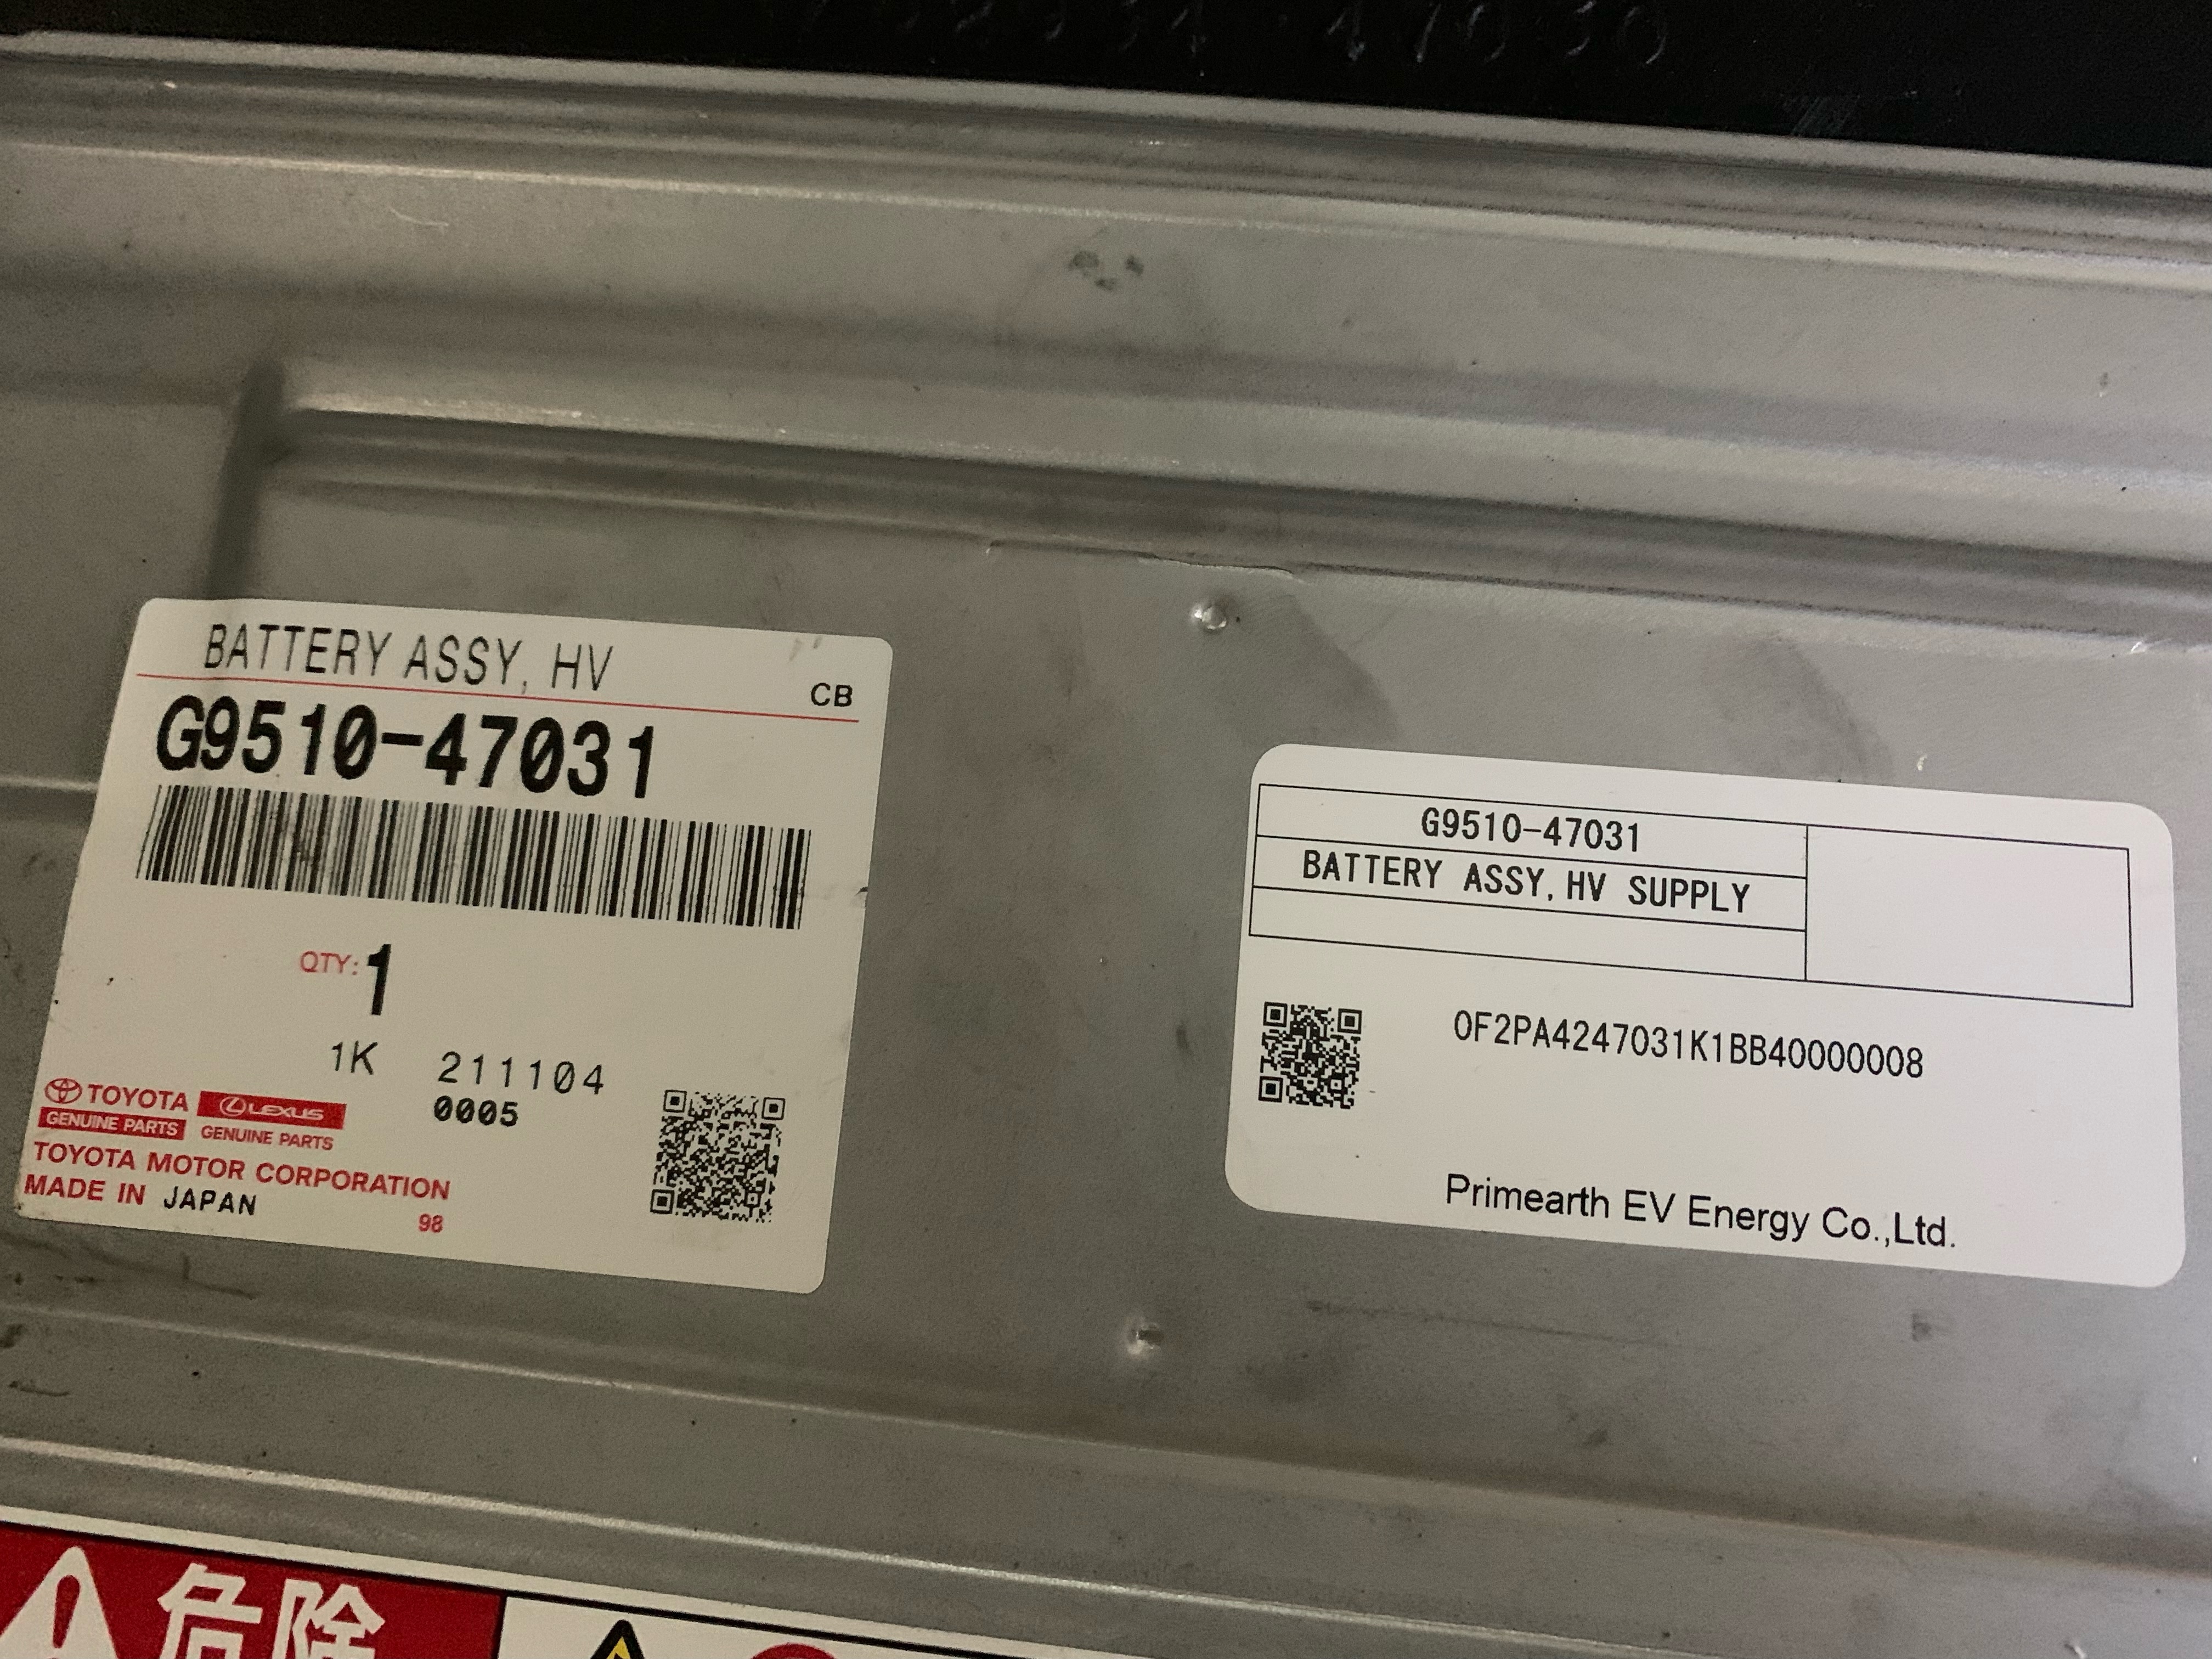 BATTERY ASSY, HV
CB
G9510-47031
QTY: 1
1K 211104
0005
TOYOTA
GENUINE PARTS
LEXUS
GENUINE PARTS
TOYOTA MOTOR CORPORATION
MADE IN JAPAN
98
G9510-47031
BATTERY ASSY, HV SUPPLY
0F2PA4247031K1BB40000008
Primearth EV Energy Co.,Ltd.
危険